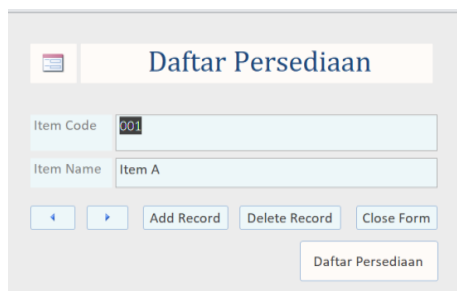 Daftar Persediaan
Item Code 001
Item Name Item A
Add Record Delete Record Close Form
Daftar Persediaan